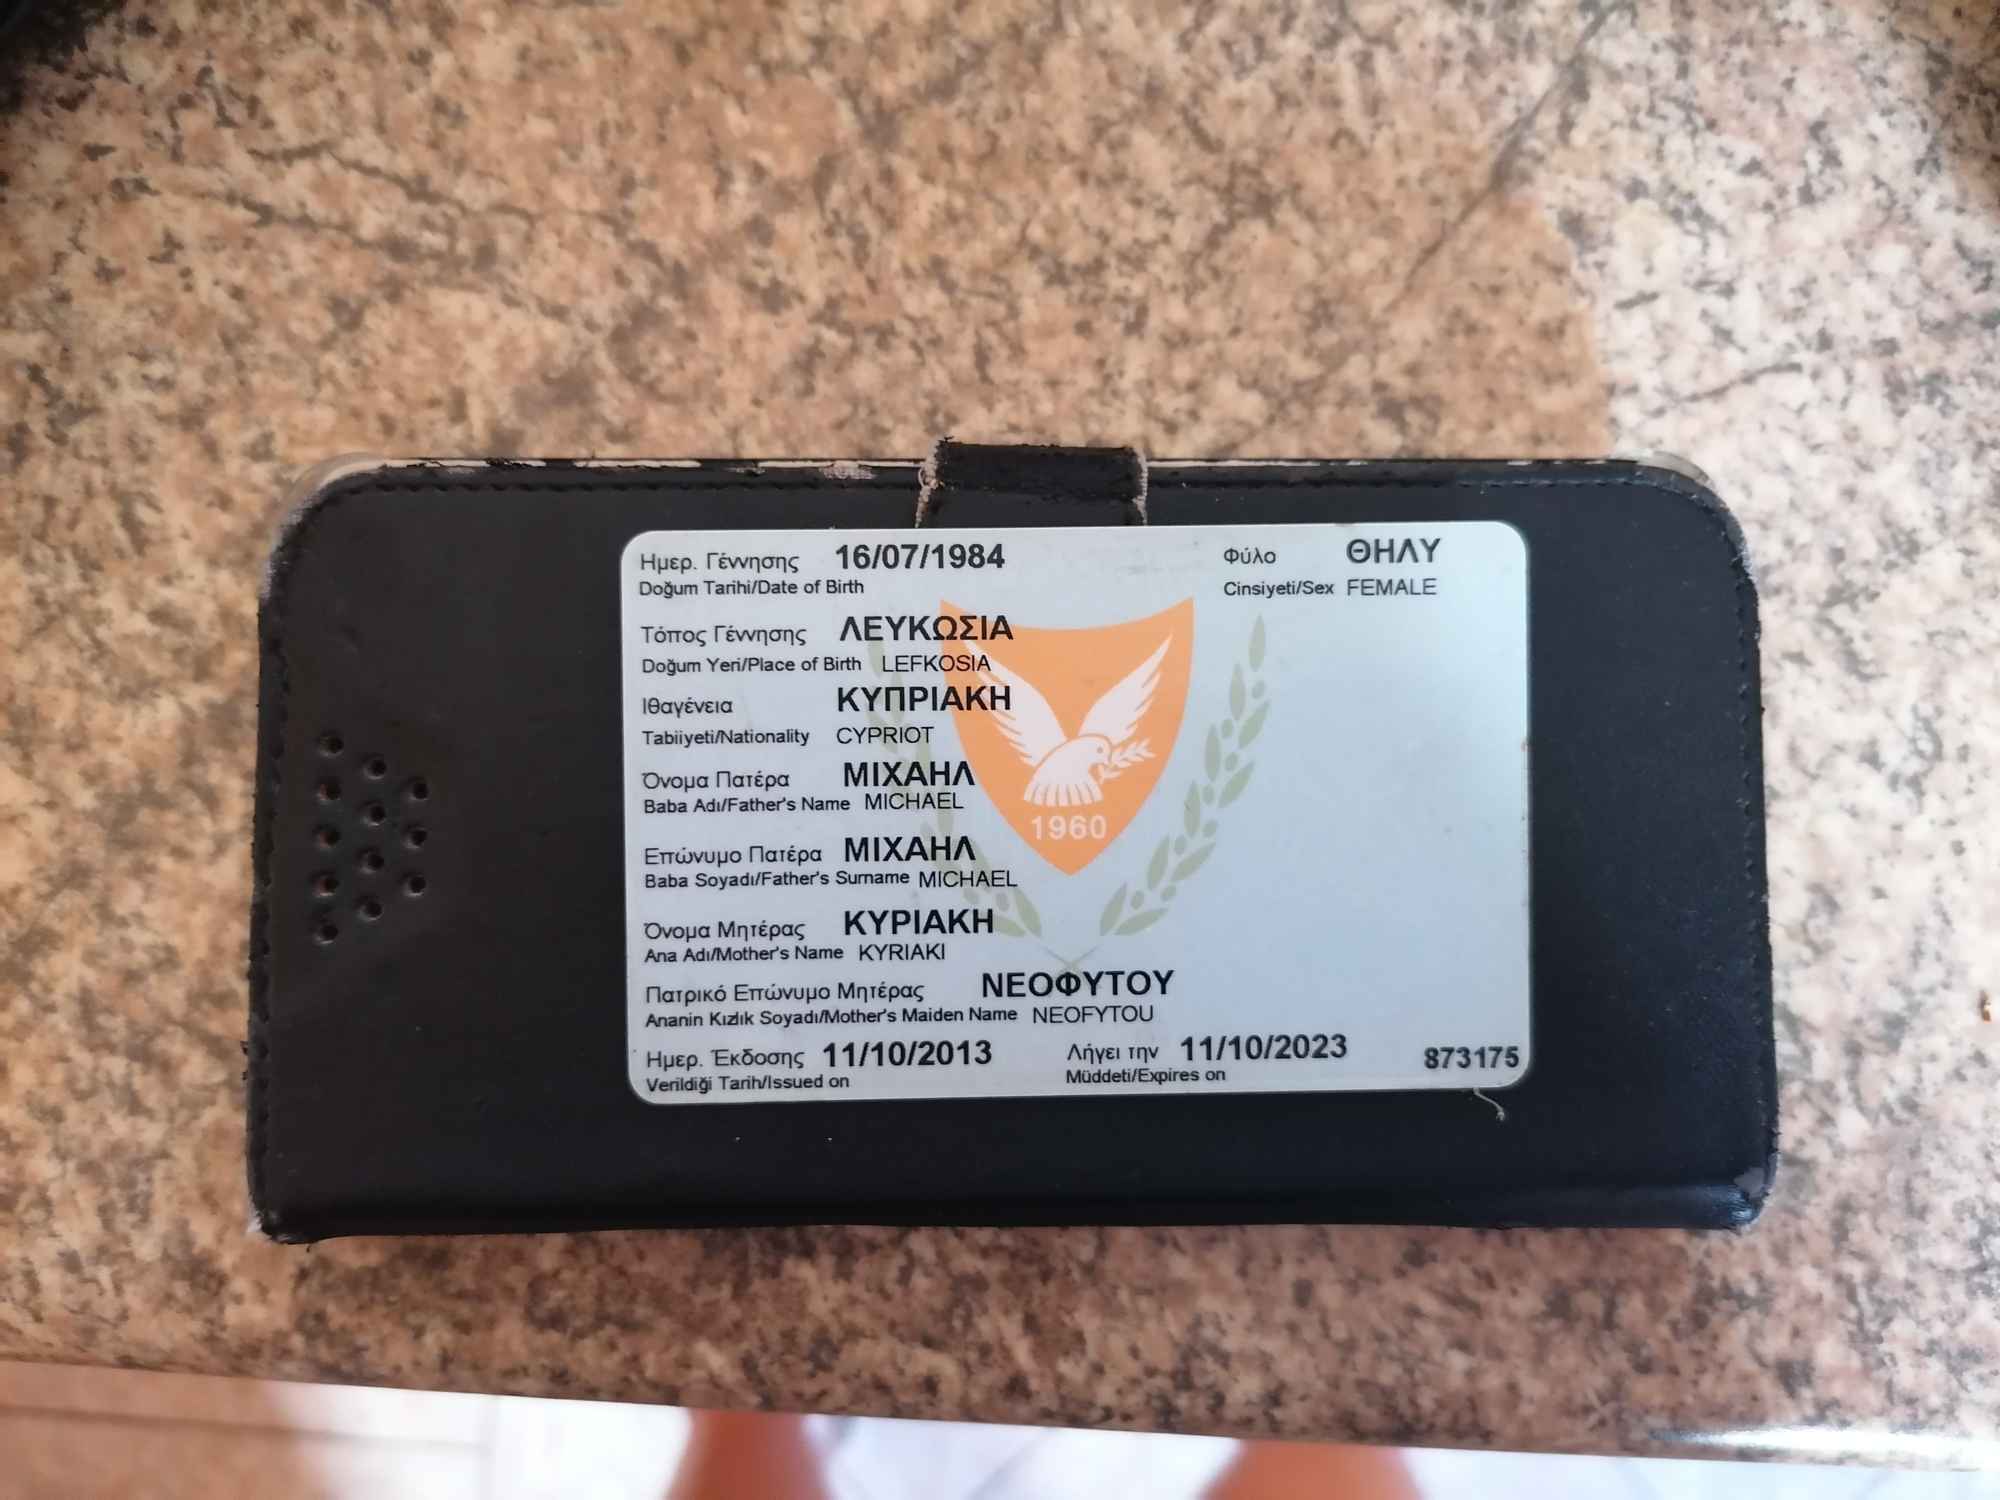 Ημερ. Γέννησης 16/07/1984 Φύλο ΘΗΛΥ
Doğum Tarihi/Date of Birth Cinsiyeti/Sex FEMALE
Τόπος Γέννησης ΛΕΥΚΩΣΙΑ
Doğum Yeri/Place of Birth LEFKOSIA
Ιθαγένεια ΚΥΠΡΙΑΚΗ
Tabiiyeti/Nationality CYPRIOT
Όνομα Πατέρα ΜΙΧΑΗΛ
Baba Adı/Father's Name MICHAEL
1960
Επώνυμο Πατέρα ΜΙΧΑΗΛ
Baba Soyadı/Father's Surname MICHAEL
Όνομα Μητέρας ΚΥΡΙΑΚΗ
Ana Adı/Mother's Name KYRIAKI
Πατρικό Επώνυμο Μητέρας ΝΕΟΦΥΤΟΥ
Ananin Kızlık Soyadı/Mother's Maiden Name NEOFYTOU
Ημερ. Έκδοσης 11/10/2013 Λήγει την 11/10/2023 873175
Verildiği Tarih/Issued on Müddeti/Expires on